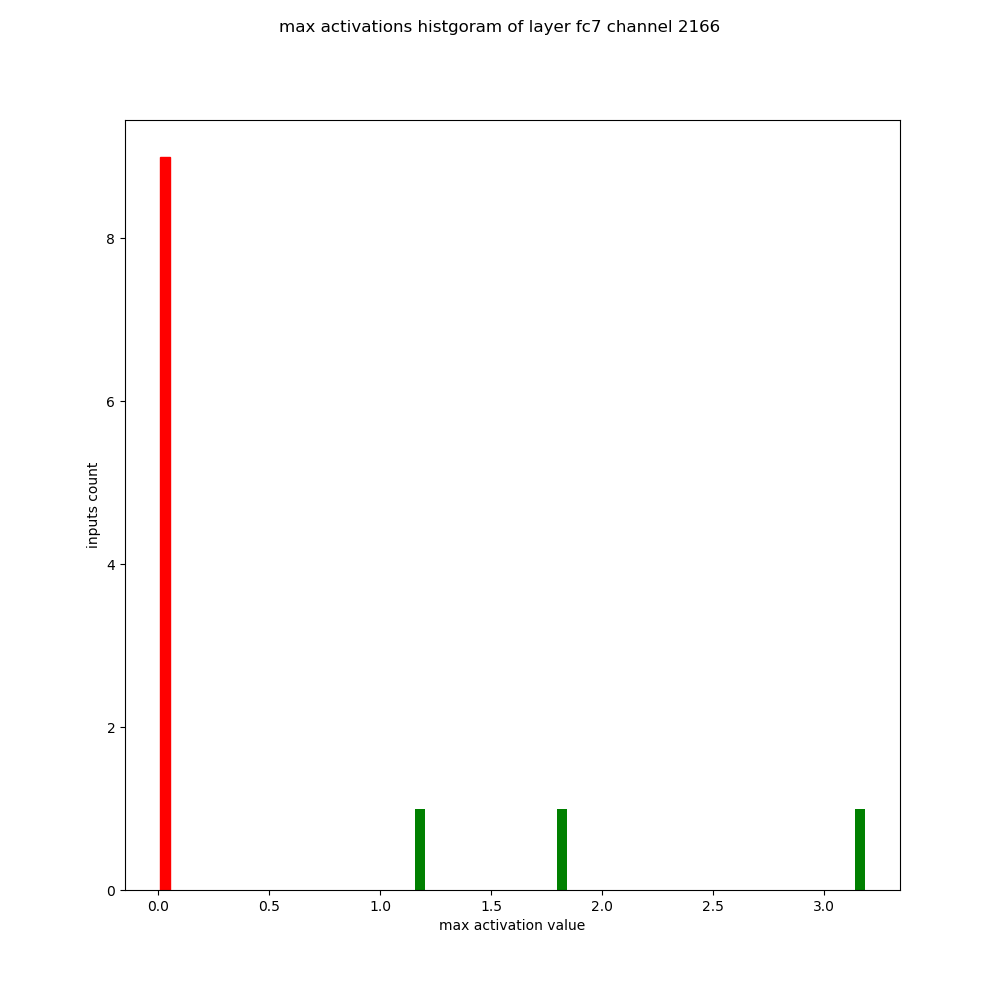 max activations histgoram of layer fc7 channel 2166
inputs count
8
6
4
2
0
0.0 0.5 1.0 1.5 2.0 2.5 3.0
max activation value